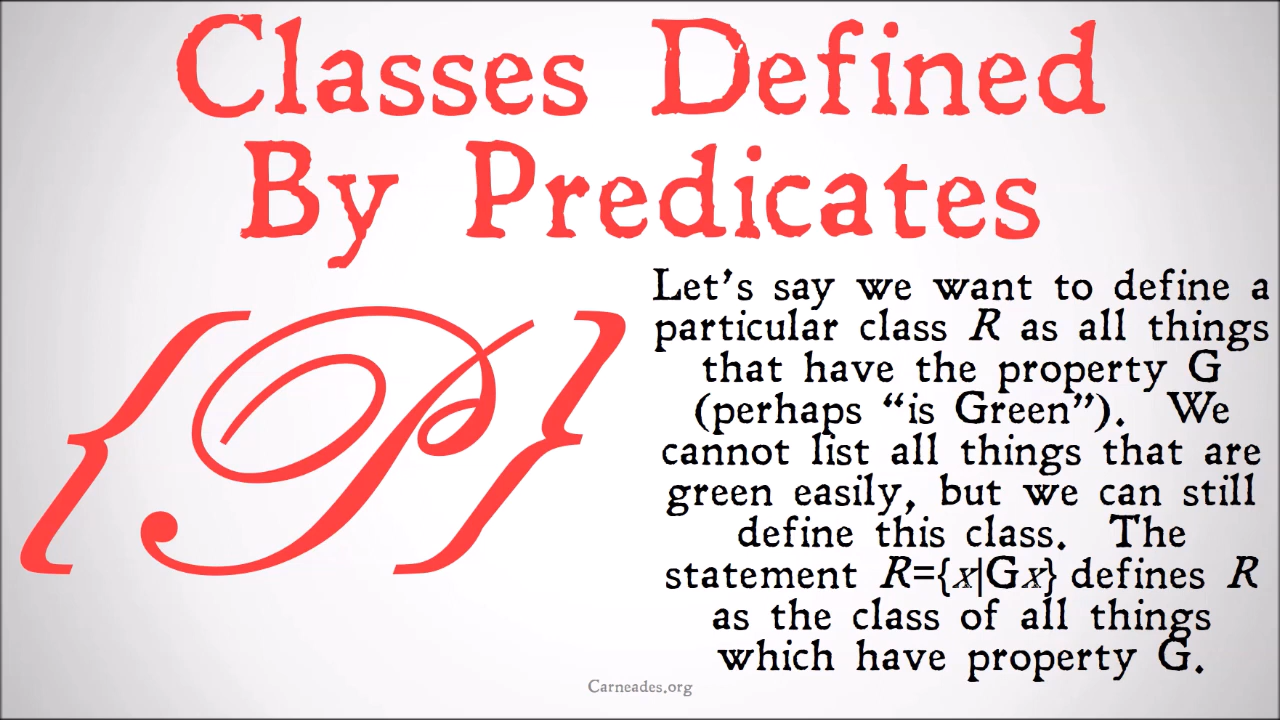 Classes Defined
By Predicates
{𝒫}
Let's say we want to define a
particular class R as all things
that have the property G
(perhaps “is Green”). We
cannot list all things that are
green easily, but we can still
define this class. The
statement R={x|Gx} defines R
as the class of all things
which have property G.
Carneades.org